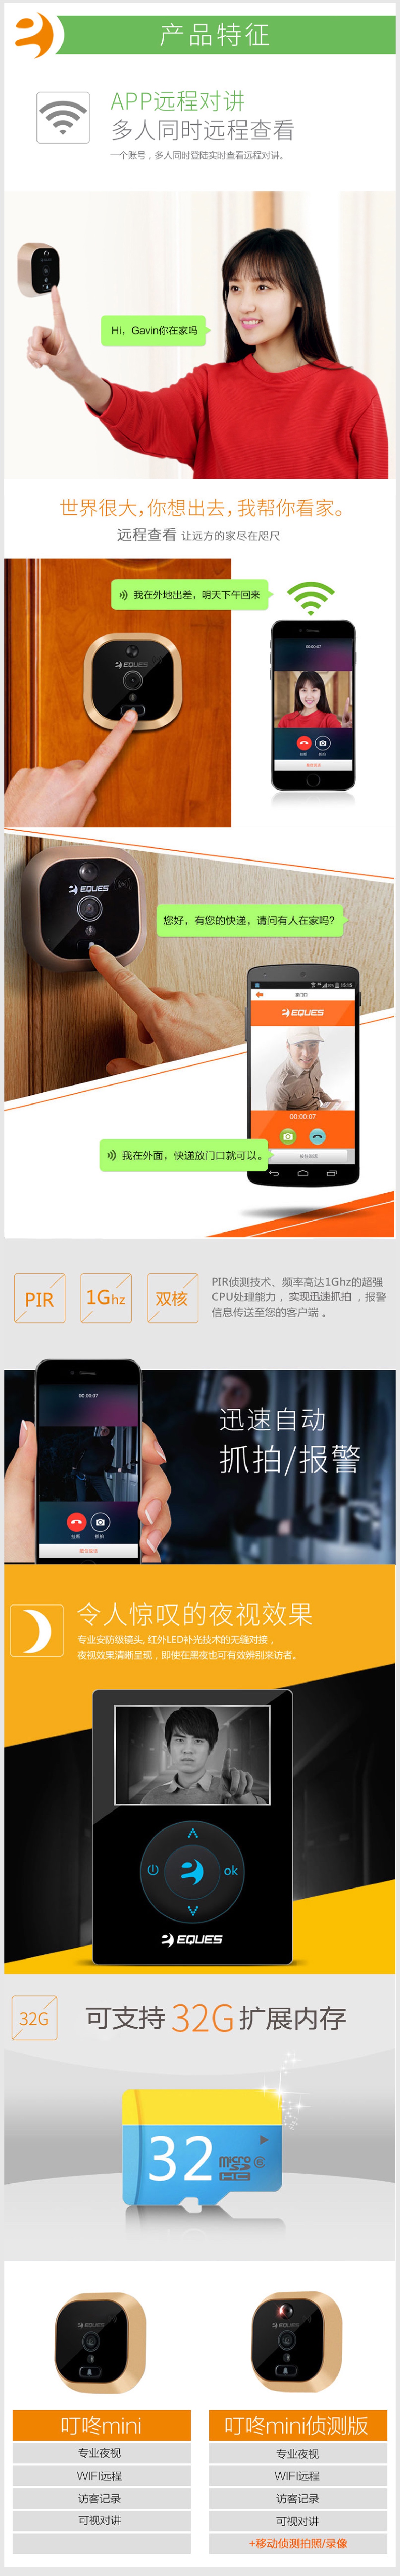 产品特征
APP远程对讲
多人同时远程查看
一个账号，多人同时登陆实时查看远程对讲。
Hi，Gavin你在家吗
世界很大，你想出去，我帮你看家。
远程查看 让远方的家尽在咫尺
我在外地出差，明天下午回来
EQUES
00:00:07
EQUES
您好，有您的快递，请问有人在家吗?
15:15
EQUES
00:00:07
我在外面，快递放门口就可以。
PIR
1Ghz
双核
PIR侦测技术、频率高达1Ghz的超强
CPU处理能力，实现迅速抓拍，报警
信息传送至您的客户端 。
00:00:07
迅速自动
抓拍/报警
令人惊叹的夜视效果
专业安防级镜头, 红外LED补光技术的无缝对接，
夜视效果清晰呈现，即使在黑夜也可有效辨别来访者。
ok
EQUES
32G
可支持 32G 扩展内存
32
micro
SD
HC
EQUES
EQUES
叮咚mini
专业夜视
WIFI远程
访客记录
可视对讲
叮咚mini侦测版
专业夜视
WIFI远程
访客记录
可视对讲
+移动侦测拍照/录像